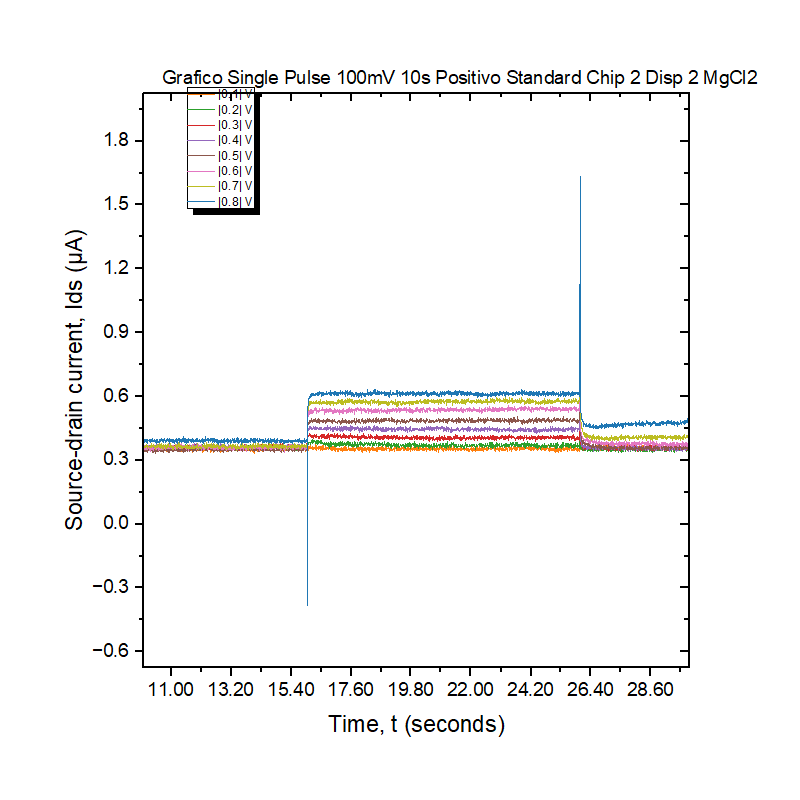 Grafico Single Pulse 100mV 10s Positivo Standard Chip 2 Disp 2 MgCl2
|0.1| V
|0.2| V
|0.3| V
|0.4| V
|0.5| V
|0.6| V
|0.7| V
|0.8| V
Source-drain current, Ids (µA)
1.8
1.5
1.2
0.9
0.6
0.3
0.0
−0.3
−0.6
11.00 13.20 15.40 17.60 19.80 22.00 24.20 26.40 28.60
Time, t (seconds)